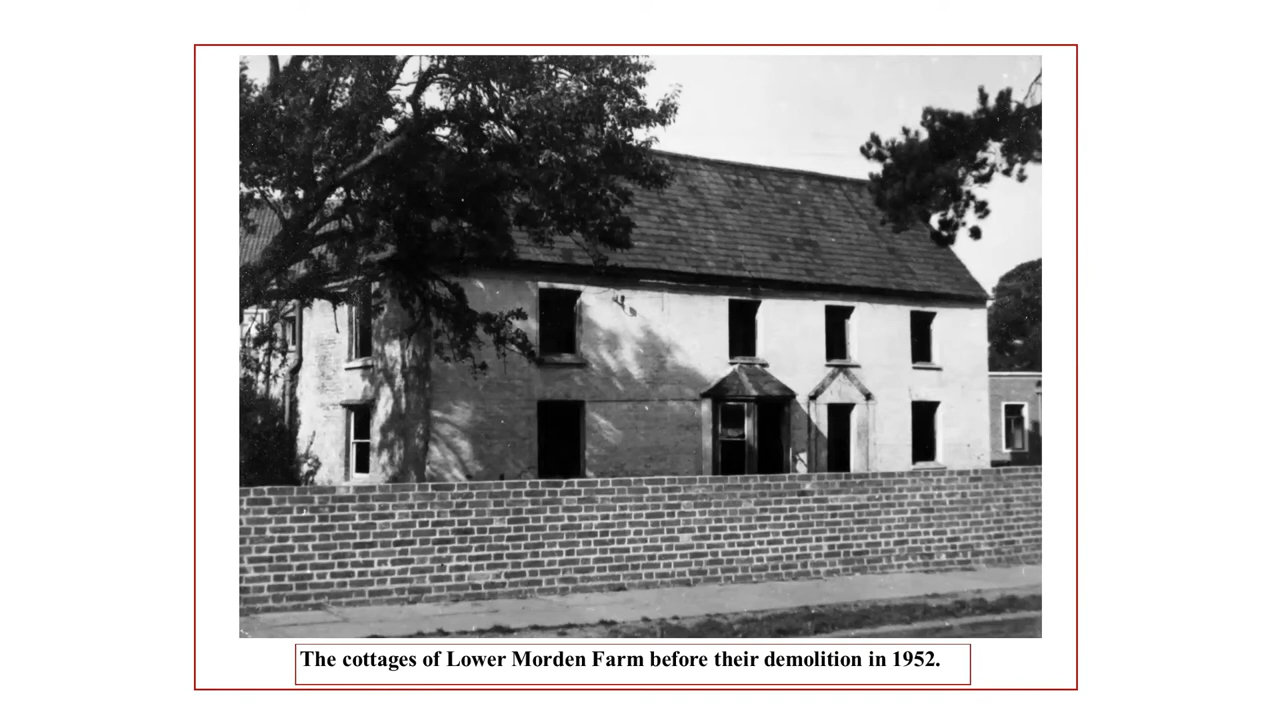 The cottages of Lower Morden Farm before their demolition in 1952.